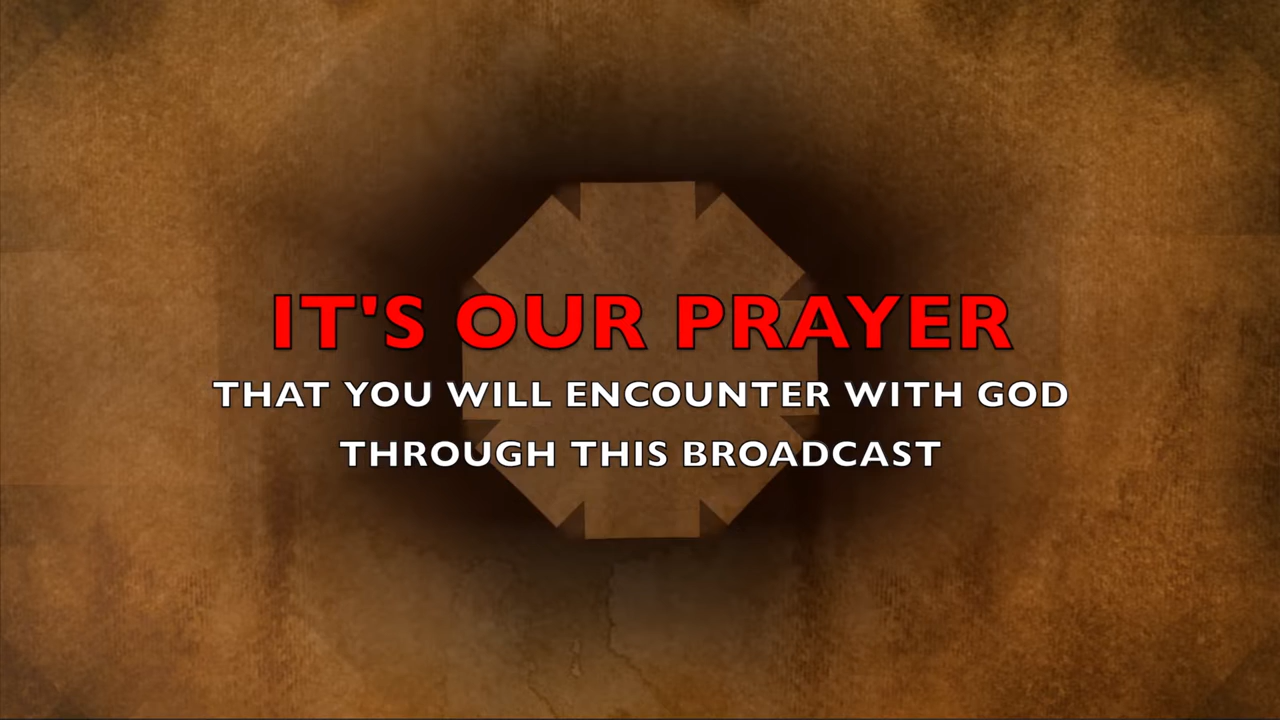 IT'S OUR PRAYER
THAT YOU WILL ENCOUNTER WITH GOD
THROUGH THIS BROADCAST